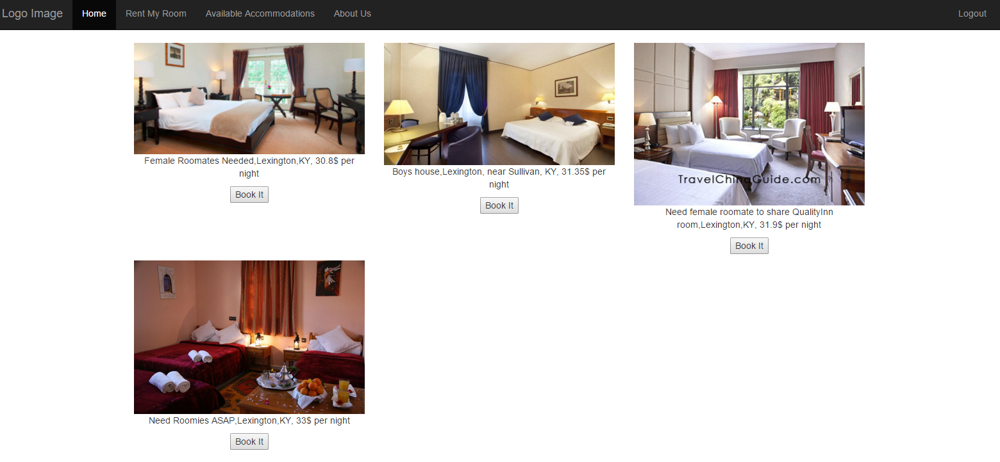 Logo Image Home Rent My Room Available Accommodations About Us Logout
Female Roomates Needed,Lexington,KY, 30.8$ per
night
Book It
Boys house,Lexington, near Sullivan, KY, 31.35$ per
night
Book It
TravelChinaGuide.com
Need female roomate to share QualityInn
room,Lexington,KY, 31.9$ per night
Book It
Need Roomies ASAP,Lexington,KY, 33$ per night
Book It